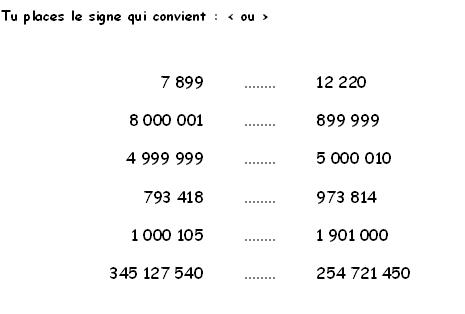 Tu places le signe qui convient : < ou >
7 899 ........ 12 220
8 000 001 ........ 899 999
4 999 999 ........ 5 000 010
793 418 ........ 973 814
1 000 105 ........ 1 901 000
345 127 540 ........ 254 721 450